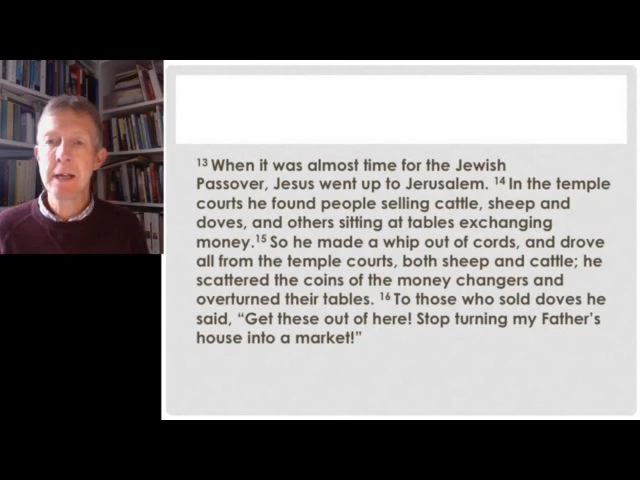 ¹³ When it was almost time for the Jewish
Passover, Jesus went up to Jerusalem. ¹⁴ In the temple
courts he found people selling cattle, sheep and
doves, and others sitting at tables exchanging
money.¹⁵ So he made a whip out of cords, and drove
all from the temple courts, both sheep and cattle; he
scattered the coins of the money changers and
overturned their tables. ¹⁶ To those who sold doves he
said, “Get these out of here! Stop turning my Father’s
house into a market!”